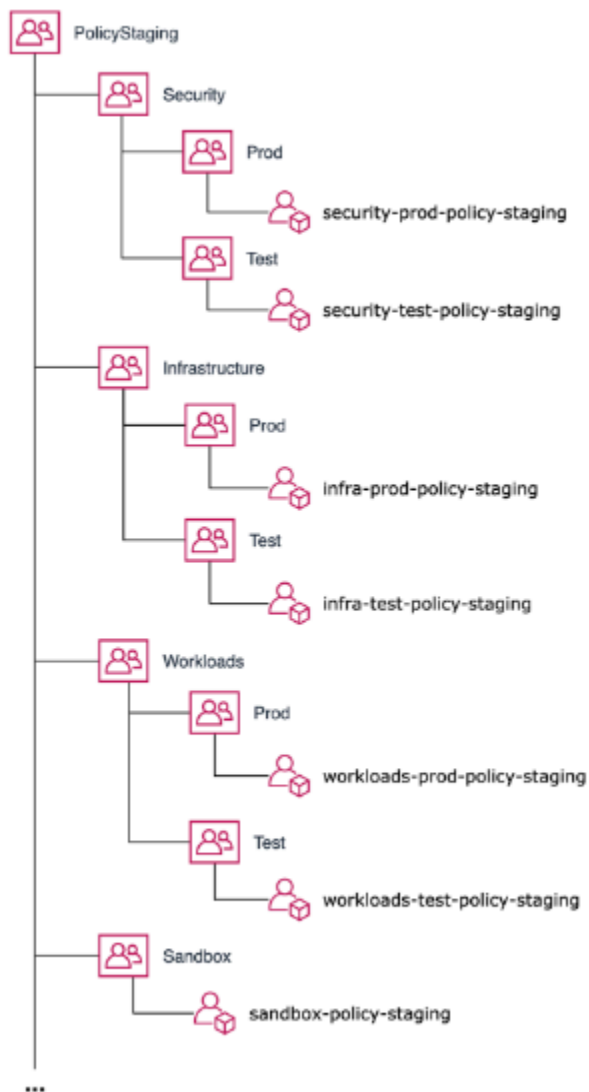 PolicyStaging
Security
Prod
security-prod-policy-staging
Test
security-test-policy-staging
Infrastructure
Prod
infra-prod-policy-staging
Test
infra-test-policy-staging
Workloads
Prod
workloads-prod-policy-staging
Test
workloads-test-policy-staging
Sandbox
sandbox-policy-staging
...